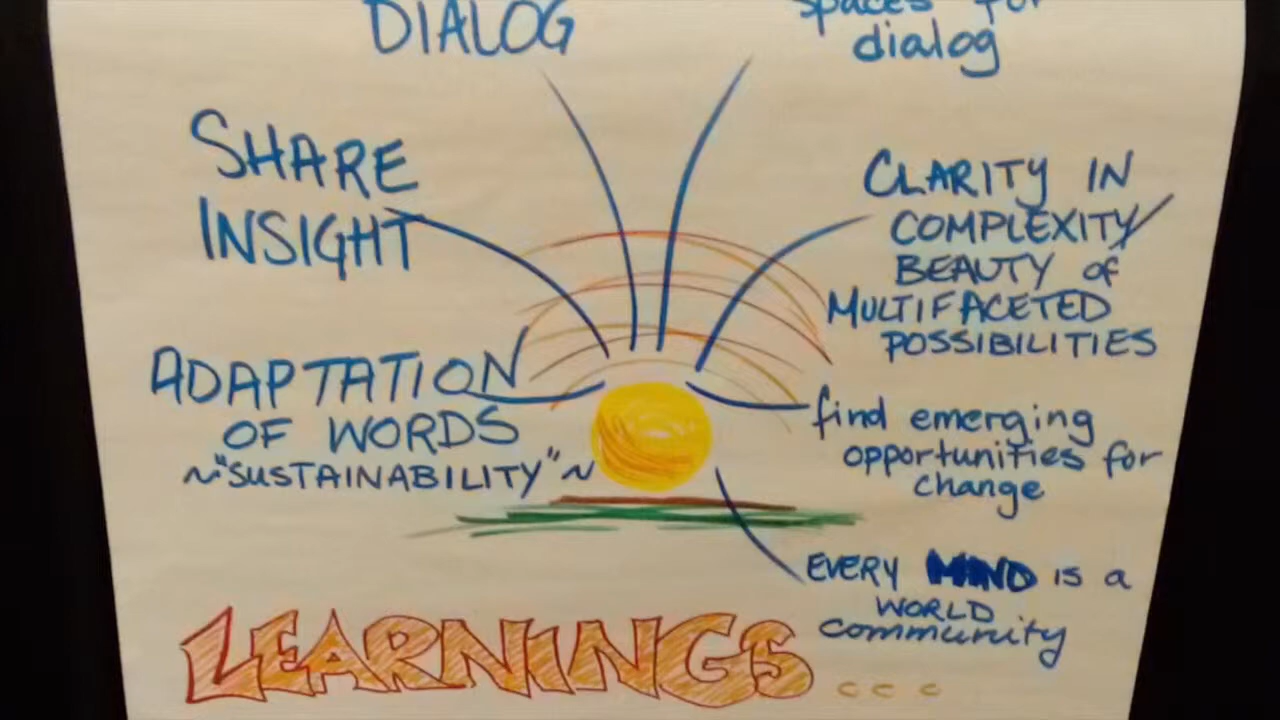 DIALOG
spaces for
dialog
SHARE
INSIGHT
CLARITY IN
COMPLEXITY/
BEAUTY of
MULTIFACETED
POSSIBILITIES
ADAPTATION
OF WORDS
~"SUSTAINABILITY"~
find emerging
opportunities for
change
EVERY MIND is a
WORLD
community
LEARNINGS...